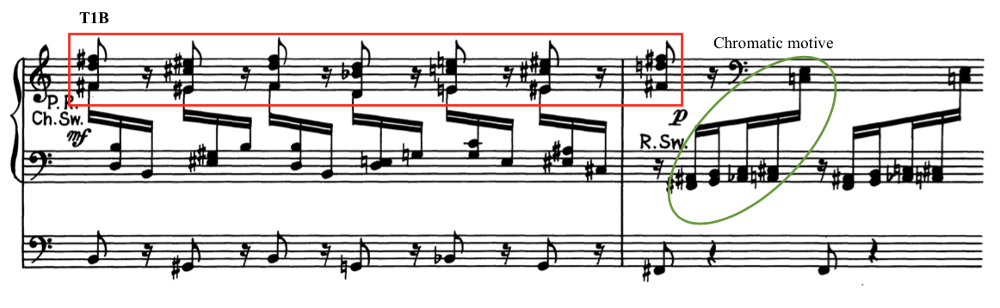 T1B
Chromatic motive
P.R.
Ch.Sw.
mf
p
R.Sw.